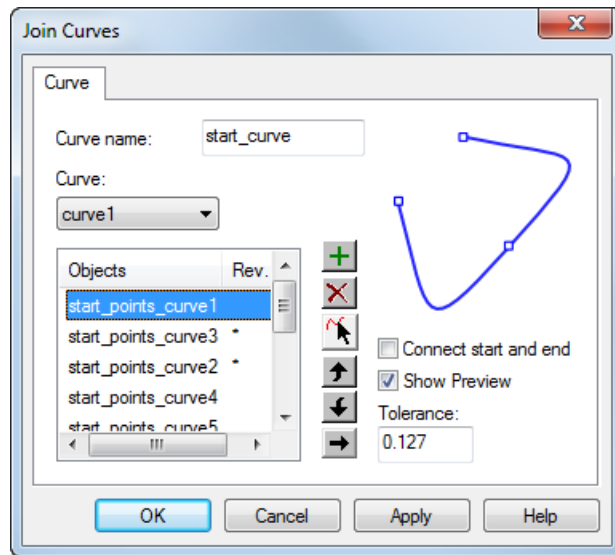 Join Curves
Curve
Curve name: start_curve
Curve:
curve1
Objects Rev.
start_points_curve1
start_points_curve3 *
start_points_curve2 *
start_points_curve4
start_points_curve5
Connect start and end
Show Preview
Tolerance:
0.127
OK Cancel Apply Help